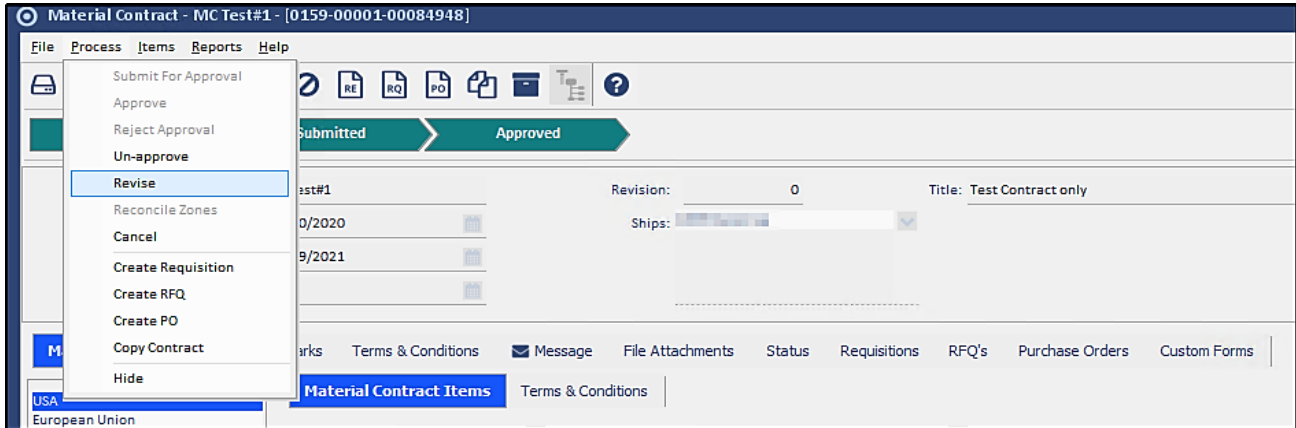 Material Contract - MC Test#1 - [0159-00001-00084948]
File Process Items Reports Help
Submit For Approval
Approve
Reject Approval
Un-approve
Revise
Reconcile Zones
Cancel
Create Requisition
Create RFQ
Create PO
Copy Contract
Hide
RE RQ PO T ?
Submitted Approved
est#1 Revision: 0 Title: Test Contract only
0/2020 Ships:
9/2021
M arks Terms & Conditions Message File Attachments Status Requisitions RFQ's Purchase Orders Custom Forms
USA Material Contract Items Terms & Conditions
European Union